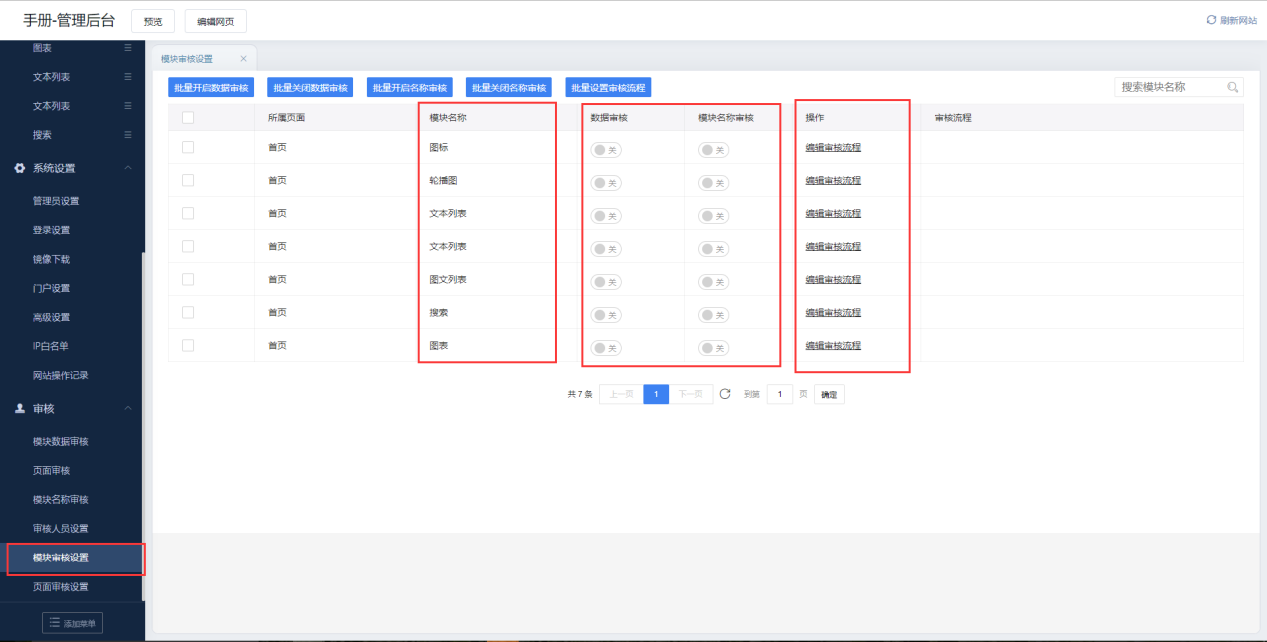 手册-管理后台 预览 编辑网页 刷新网站
图表
文本列表
文本列表
搜索
系统设置
管理员设置
登录设置
镜像下载
门户设置
高级设置
IP白名单
网站操作记录
审核
模块数据审核
页面审核
模块名称审核
审核人员设置
模块审核设置
页面审核设置
添加菜单
模块审核设置
批量开启数据审核 批量关闭数据审核 批量开启名称审核 批量关闭名称审核 批量设置审核流程 搜索模块名称
所属页面 模块名称 数据审核 模块名称审核 操作 审核流程
首页 图标 关 关 编辑审核流程
首页 轮播图 关 关 编辑审核流程
首页 文本列表 关 关 编辑审核流程
首页 文本列表 关 关 编辑审核流程
首页 图文列表 关 关 编辑审核流程
首页 搜索 关 关 编辑审核流程
首页 图表 关 关 编辑审核流程
共 7 条 上一页 1 下一页 到第 1 页 确定